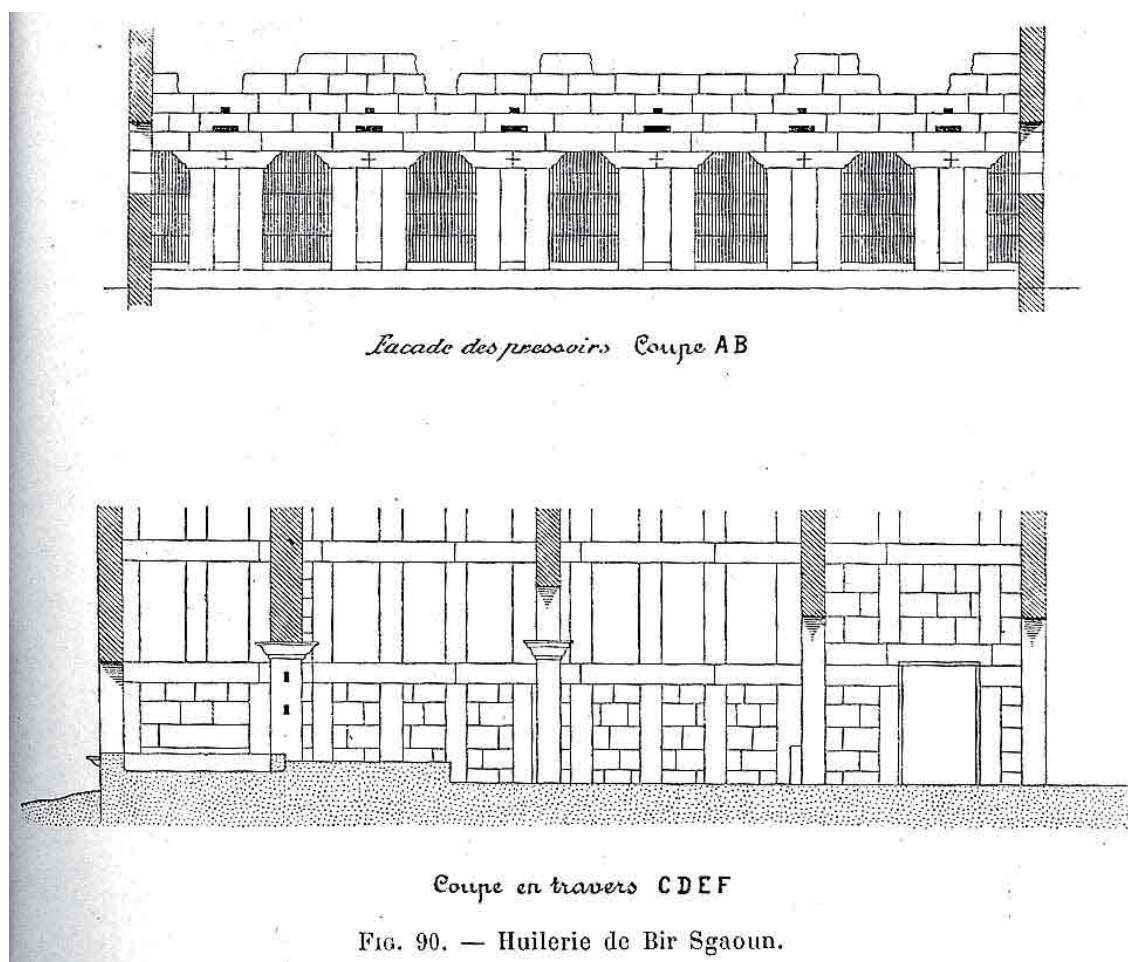 Facade des pressoirs Coupe AB
Coupe en travers CDEF
FIG. 90. — Huilerie de Bir Sgaoun.